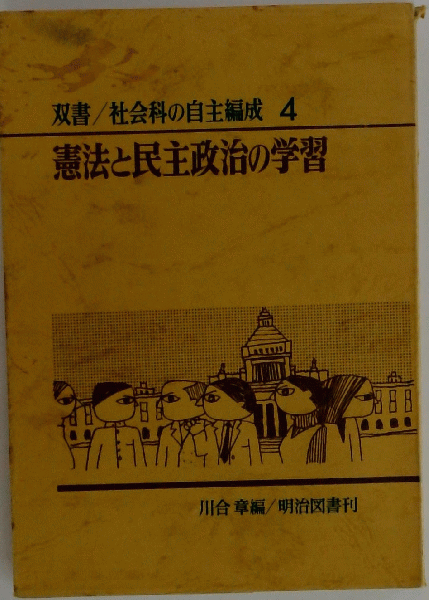 双書/社会科の自主編成 4
憲法と民主政治の学習
川合章編/明治図書刊